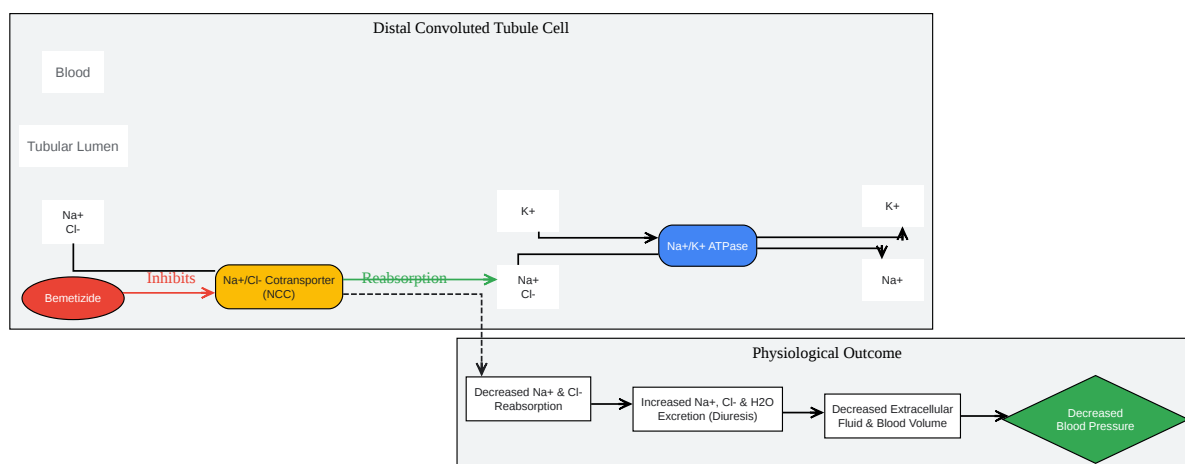 Distal Convoluted Tubule Cell
Blood
Tubular Lumen
Na+
Cl-
K+
K+
Na+/K+ ATPase
Inhibits
Na+/Cl- Cotransporter
(NCC)
Reabsorption
Na+
Cl-
Na+
Bemetizide
Physiological Outcome
Decreased Na+ & Cl-
Reabsorption
Increased Na+, Cl- & H2O
Excretion (Diuresis)
Decreased Extracellular
Fluid & Blood Volume
Decreased
Blood Pressure